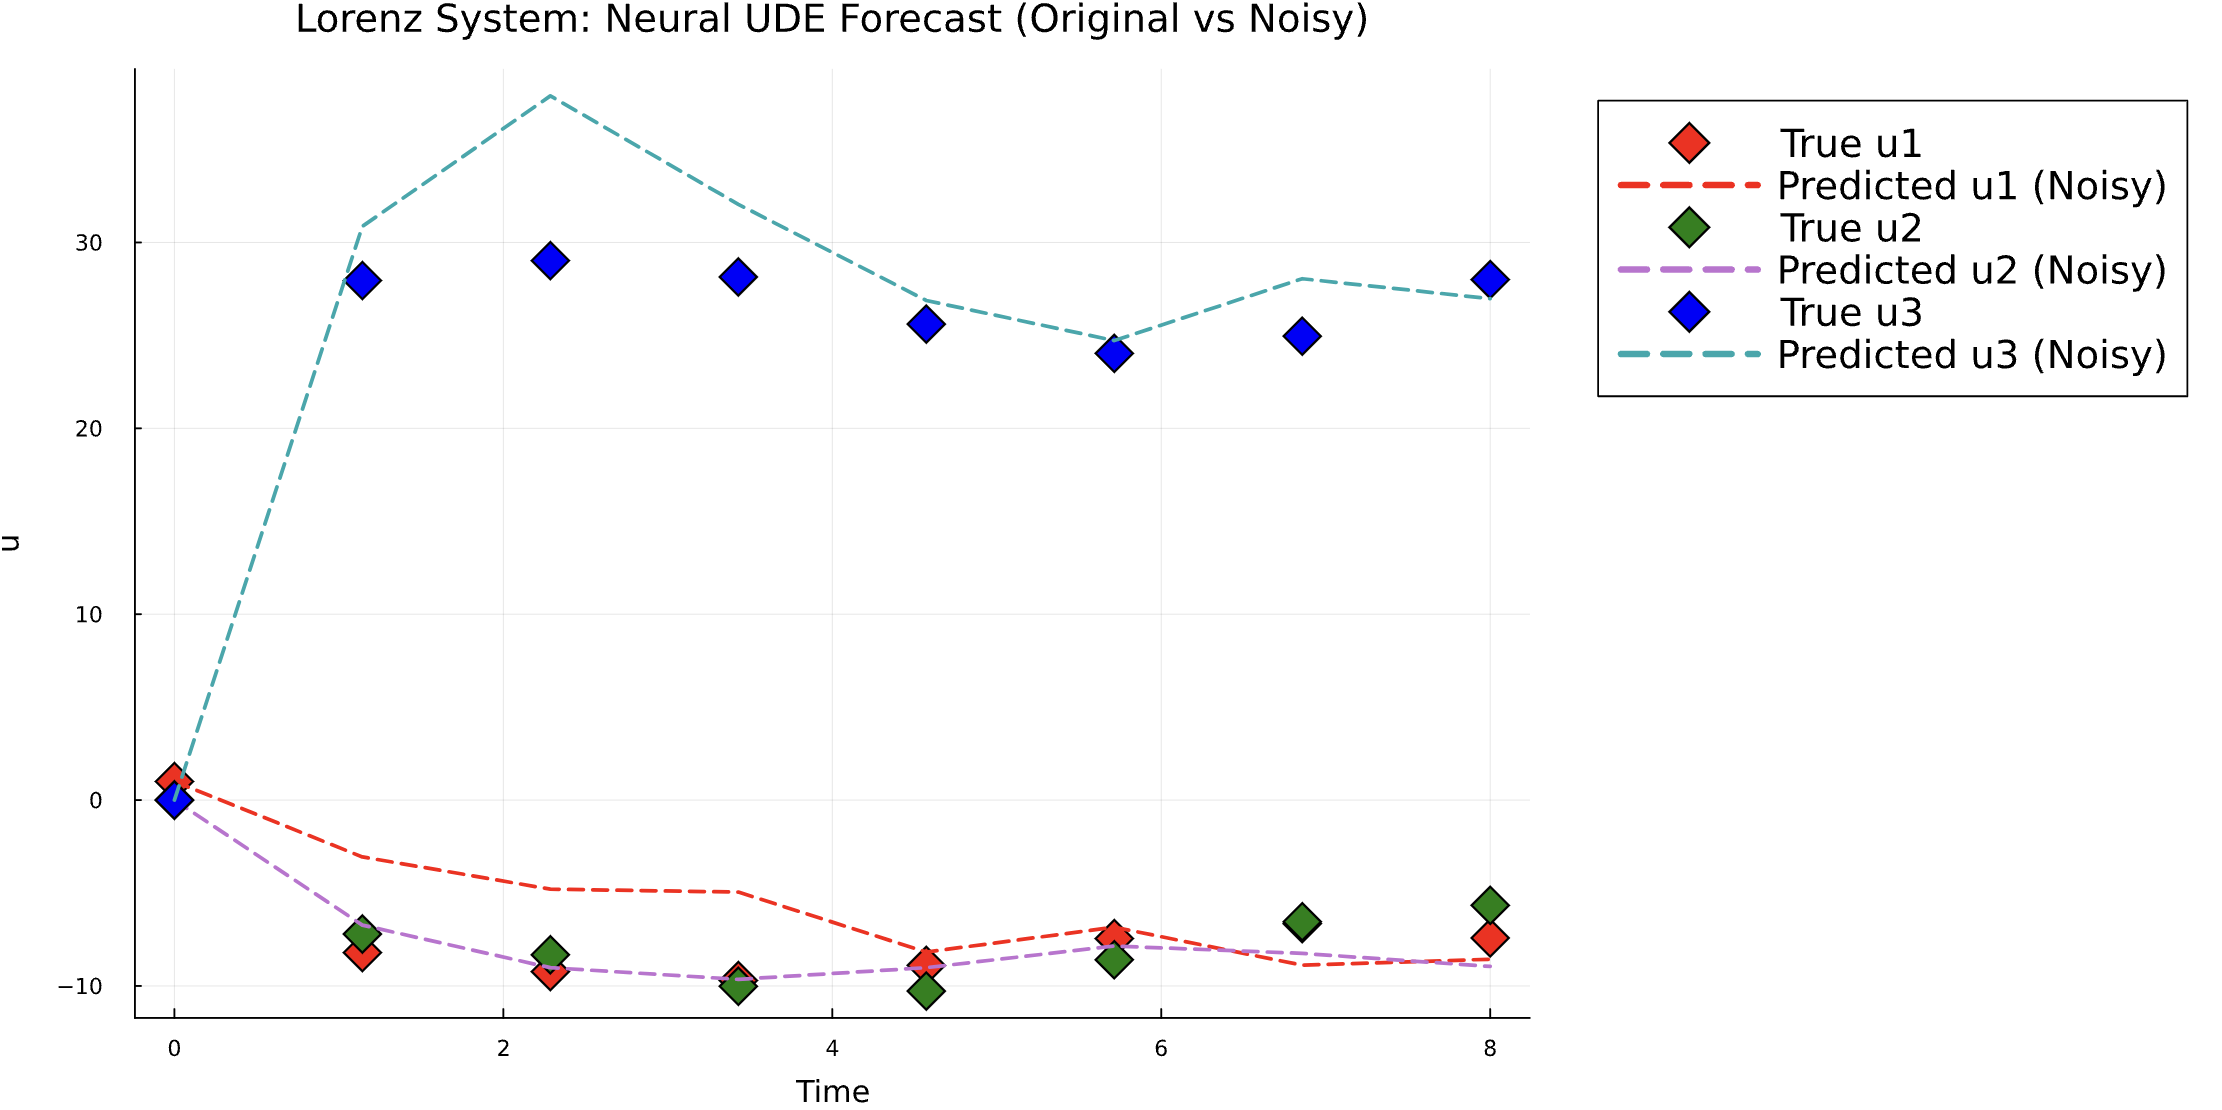 Lorenz System: Neural UDE Forecast (Original vs Noisy)
True u1
Predicted u1 (Noisy)
True u2
Predicted u2 (Noisy)
True u3
Predicted u3 (Noisy)
30
20
10
0
−10
u
0 2 4 6 8
Time